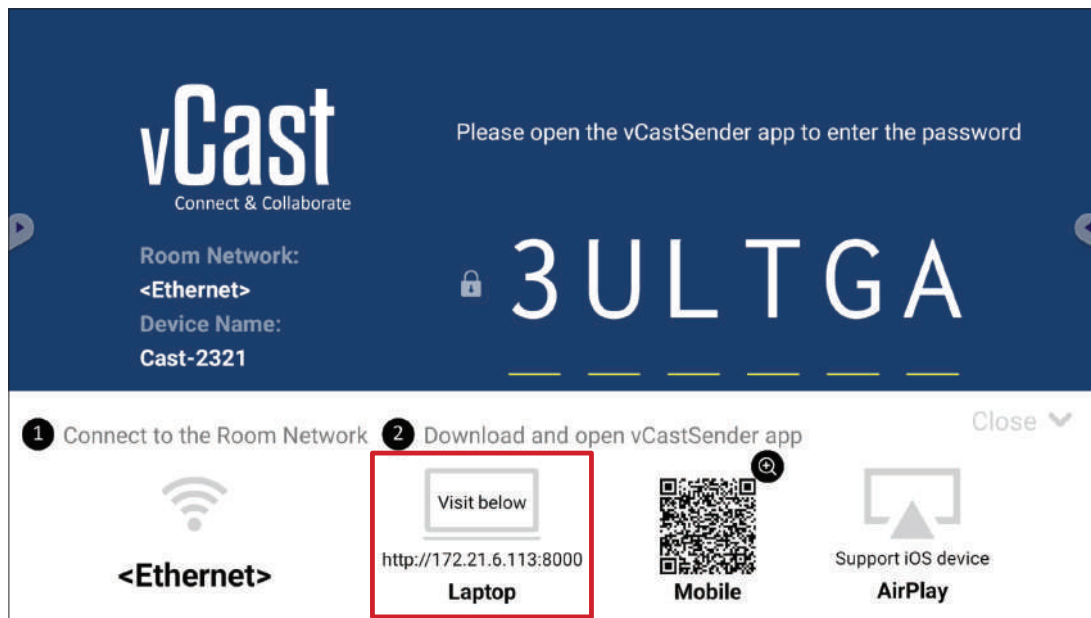 vCast
Connect & Collaborate
Please open the vCastSender app to enter the password
Room Network:
<Ethernet>
Device Name:
Cast-2321
3ULTGA
1 Connect to the Room Network
2 Download and open vCastSender app
Close
<Ethernet>
Visit below
http://172.21.6.113:8000
Laptop
Mobile
Support iOS device
AirPlay